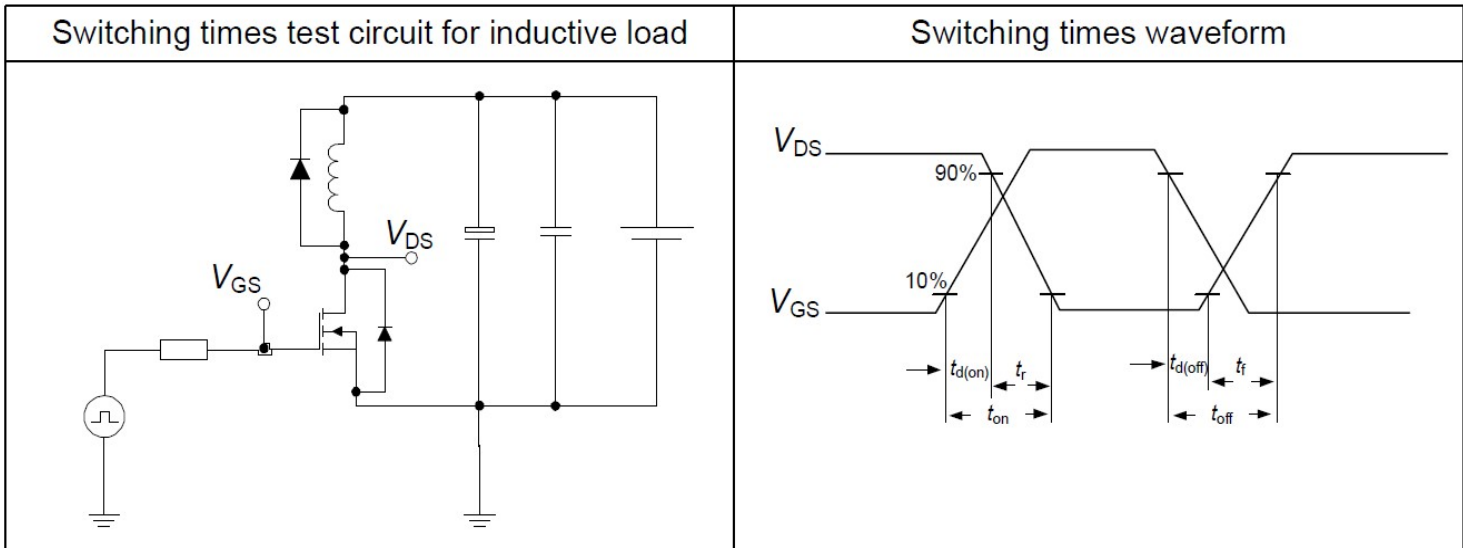 Switching times test circuit for inductive load
Switching times waveform
VDS
VGS
VDS
90%
10%
VGS
td(on) tr td(off) tf
ton toff